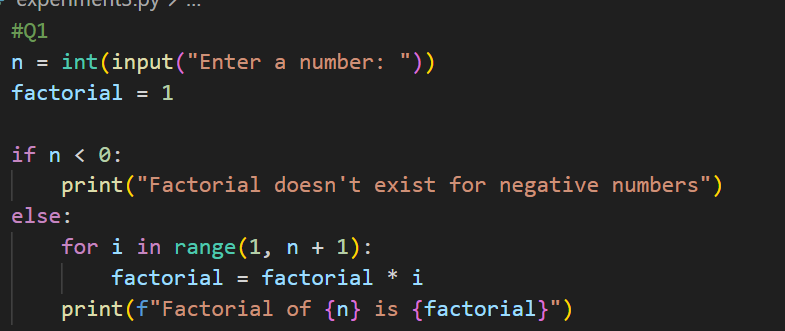 experiment3.py > ...
#Q1
n = int(input("Enter a number: "))
factorial = 1
if n < 0:
    print("Factorial doesn't exist for negative numbers")
else:
    for i in range(1, n + 1):
        factorial = factorial * i
    print(f"Factorial of {n} is {factorial}")